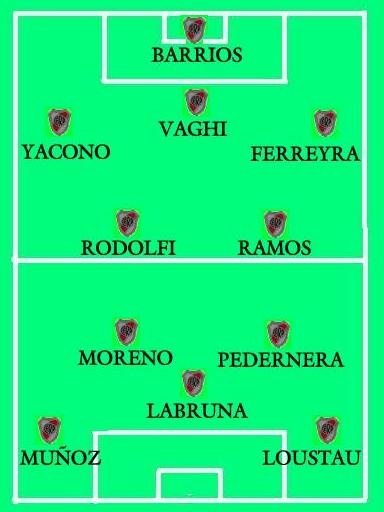 BARRIOS
VAGHI
YACONO
FERREYRA
RODOLFI
RAMOS
MORENO
PEDERNERA
LABRUNA
MUÑOZ
LOUSTAU